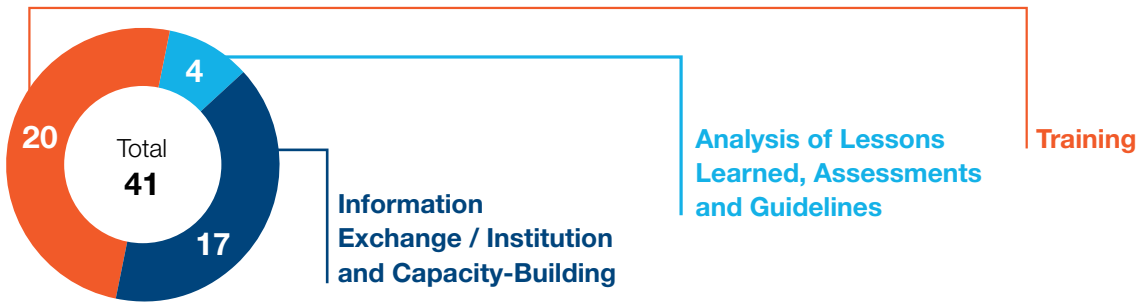 20
4
17
Total
41
Information
Exchange / Institution
and Capacity-Building
Analysis of Lessons
Learned, Assessments
and Guidelines
Training